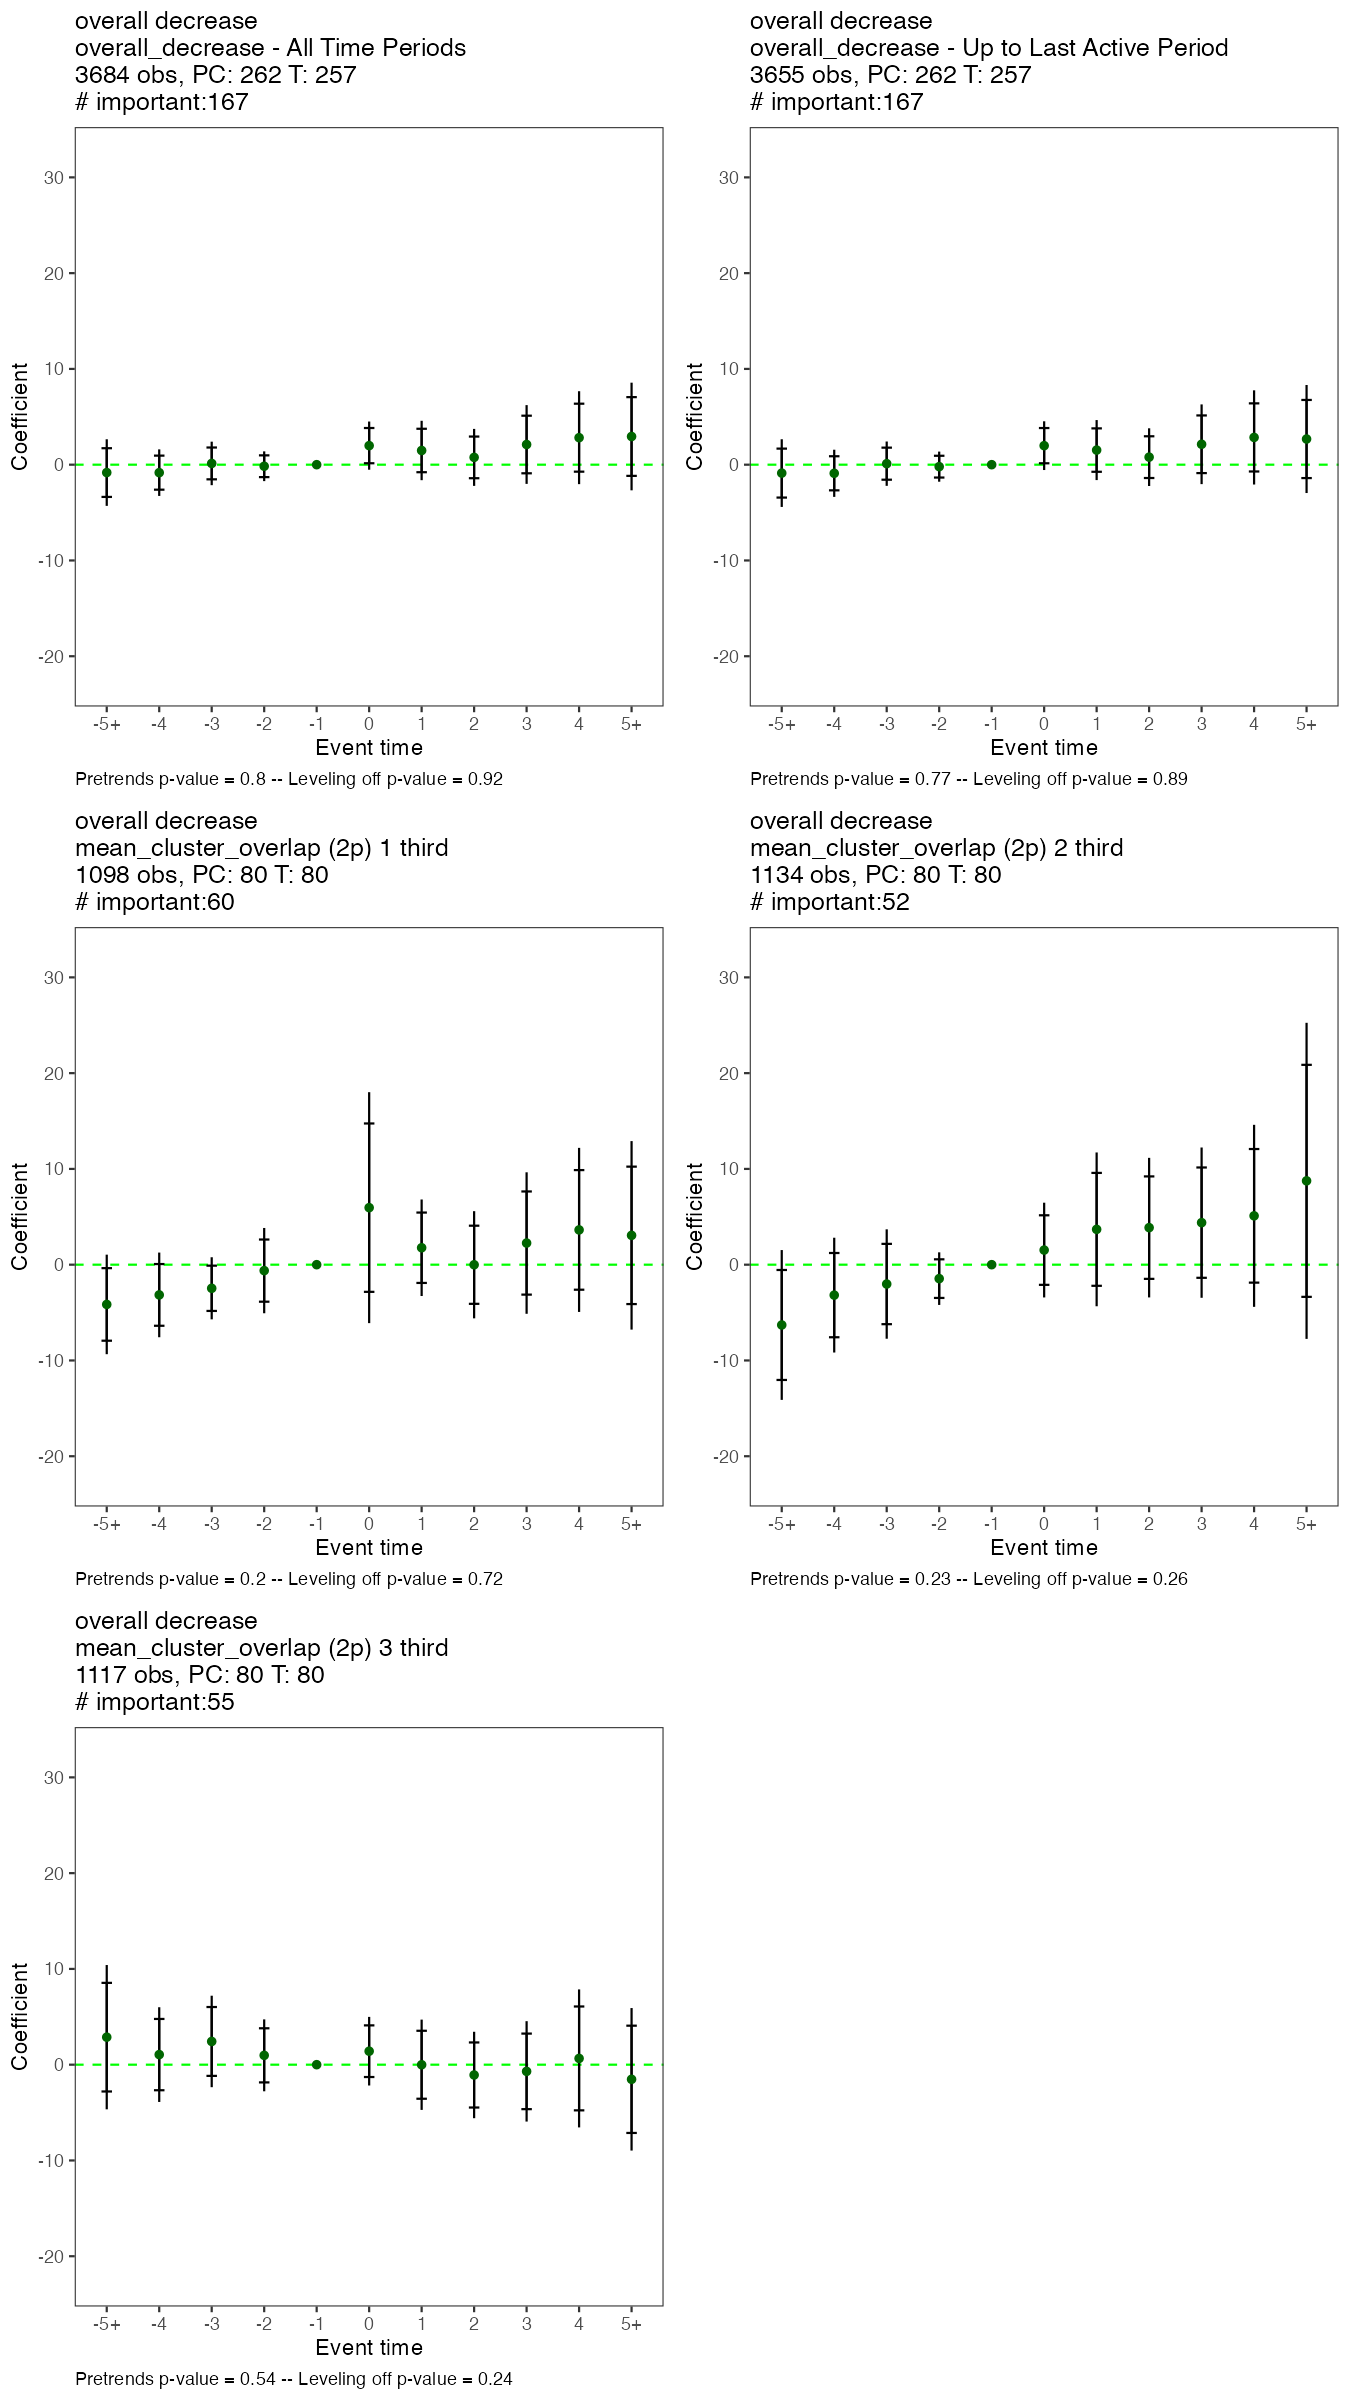 overall decrease
overall_decrease - All Time Periods
3684 obs, PC: 262 T: 257
# important:167
30
20
10
0
-10
-20
Coefficient
-5+ -4 -3 -2 -1 0 1 2 3 4 5+
Event time
Pretrends p-value = 0.8 -- Leveling off p-value = 0.92
overall decrease
overall_decrease - Up to Last Active Period
3655 obs, PC: 262 T: 257
# important:167
30
20
10
0
-10
-20
Coefficient
-5+ -4 -3 -2 -1 0 1 2 3 4 5+
Event time
Pretrends p-value = 0.77 -- Leveling off p-value = 0.89
overall decrease
mean_cluster_overlap (2p) 1 third
1098 obs, PC: 80 T: 80
# important:60
30
20
10
0
-10
-20
Coefficient
-5+ -4 -3 -2 -1 0 1 2 3 4 5+
Event time
Pretrends p-value = 0.2 -- Leveling off p-value = 0.72
overall decrease
mean_cluster_overlap (2p) 2 third
1134 obs, PC: 80 T: 80
# important:52
30
20
10
0
-10
-20
Coefficient
-5+ -4 -3 -2 -1 0 1 2 3 4 5+
Event time
Pretrends p-value = 0.23 -- Leveling off p-value = 0.26
overall decrease
mean_cluster_overlap (2p) 3 third
1117 obs, PC: 80 T: 80
# important:55
30
20
10
0
-10
-20
Coefficient
-5+ -4 -3 -2 -1 0 1 2 3 4 5+
Event time
Pretrends p-value = 0.54 -- Leveling off p-value = 0.24